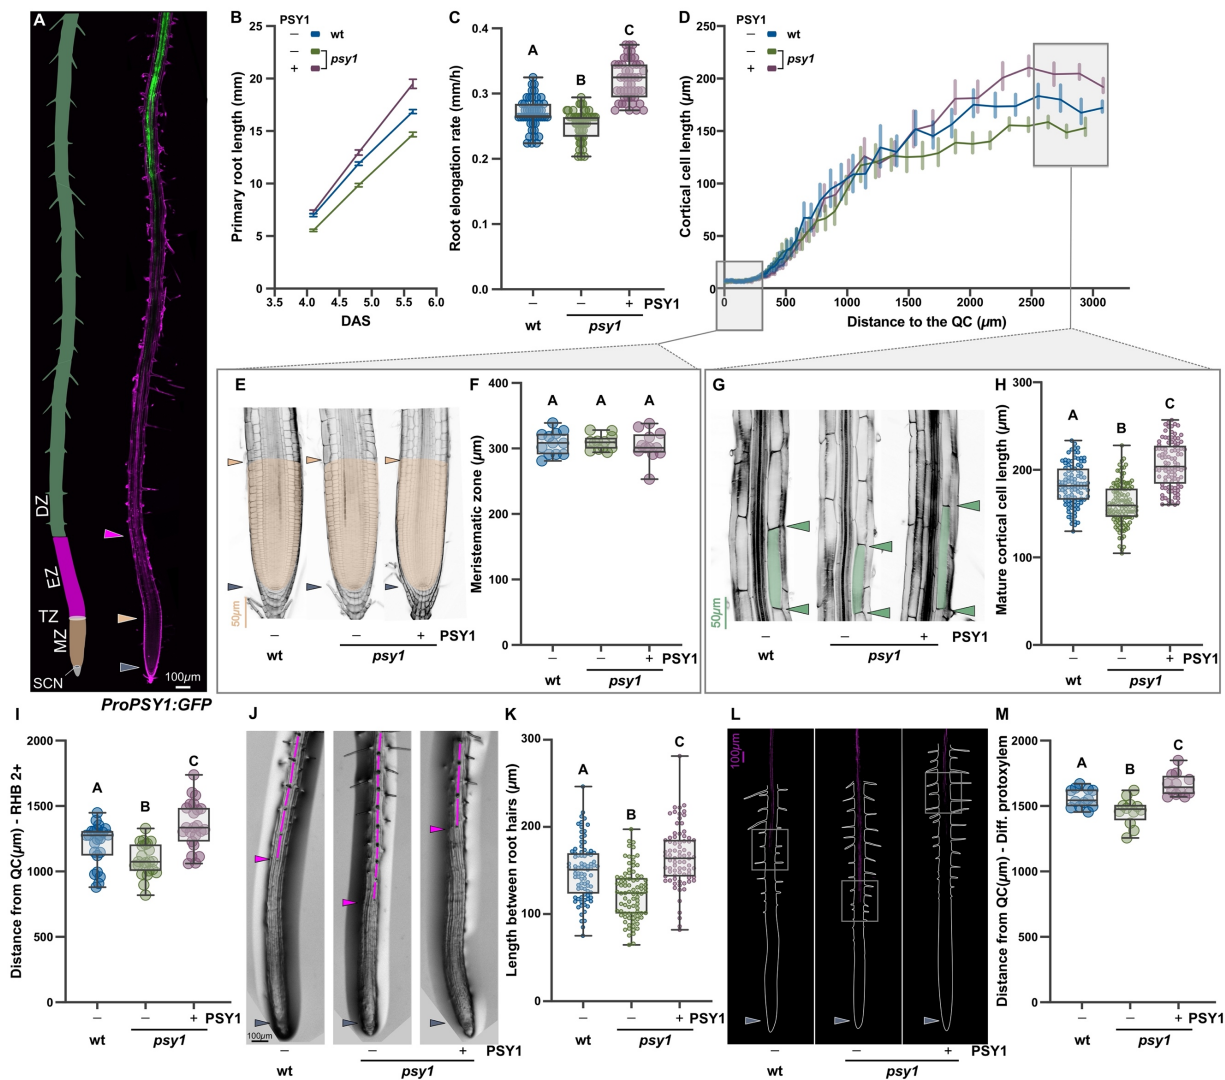 A
DZ
EZ
TZ
MZ
SCN
100µm
ProPSY1:GFP
B
PSY1
– wt
–
+
psy1
Primary root length (mm)
25
20
15
10
5
0
3.5 4.0 4.5 5.0 5.5 6.0
DAS
C
Root elongation rate (mm/h)
0.4
0.3
0.2
0.1
0.0
A
B
C
– – + PSY1
wt psy1
D
PSY1
– wt
–
+
psy1
Cortical cell length (µm)
250
200
150
100
50
0
0 500 1000 1500 2000 2500 3000
Distance to the QC (µm)
E
50µm
– – + PSY1
wt psy1
F
Meristematic zone (µm)
400
300
200
100
0
A A A
– – + PSY1
wt psy1
G
50µm
– – + PSY1
wt psy1
H
Mature cortical cell length (µm)
300
200
100
0
A
B
C
– – + PSY1
wt psy1
I
Distance from QC(µm) - RHB 2+
2000
1500
1000
500
0
A
B
C
– – + PSY1
wt psy1
J
100µm
– – + PSY1
wt psy1
K
Length between root hairs (µm)
300
200
100
0
A
B
C
– – + PSY1
wt psy1
L
100µm
– – + PSY1
wt psy1
M
Distance from QC(µm) - Diff. protoxylem
2000
1500
1000
500
0
A
B
C
– – + PSY1
wt psy1